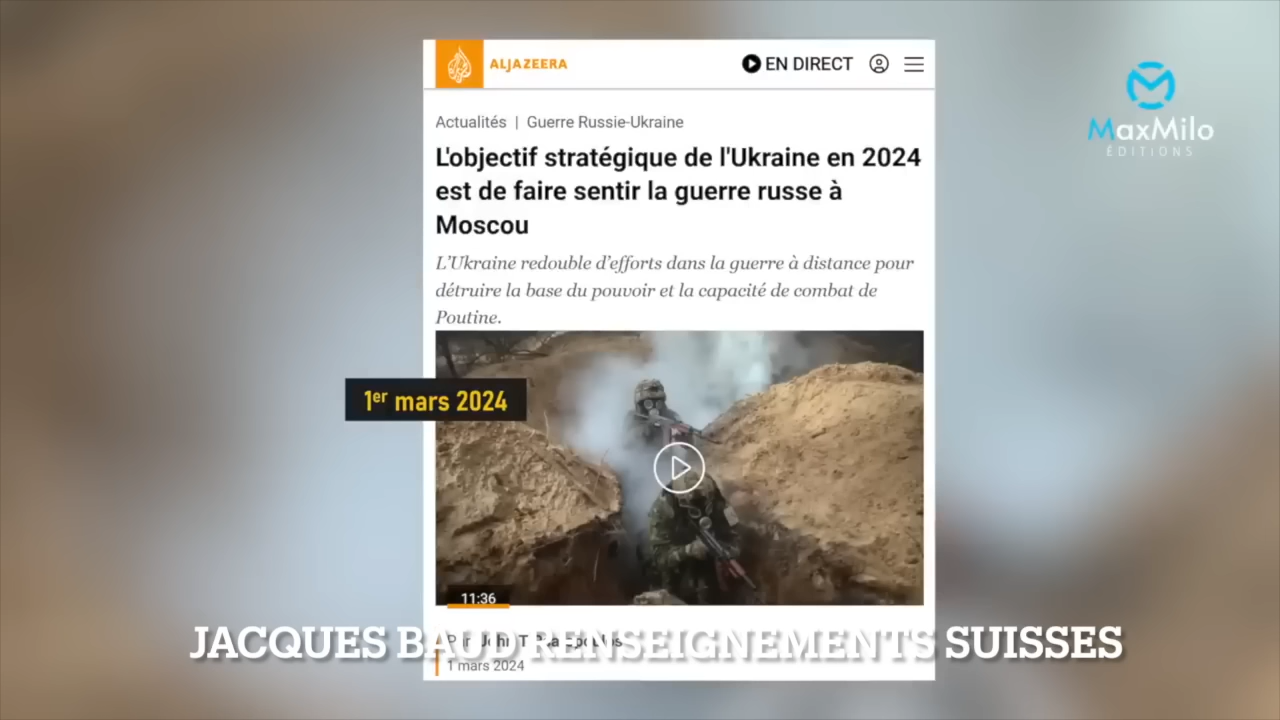 ALJAZEERA
EN DIRECT
MaxMilo
ÉDITIONS
Actualités | Guerre Russie-Ukraine
L'objectif stratégique de l'Ukraine en 2024
est de faire sentir la guerre russe à
Moscou
L'Ukraine redouble d'efforts dans la guerre à distance pour
détruire la base du pouvoir et la capacité de combat de
Poutine.
1er mars 2024
11:36
JACQUES BAUD RENSEIGNEMENTS SUISSES
1 mars 2024